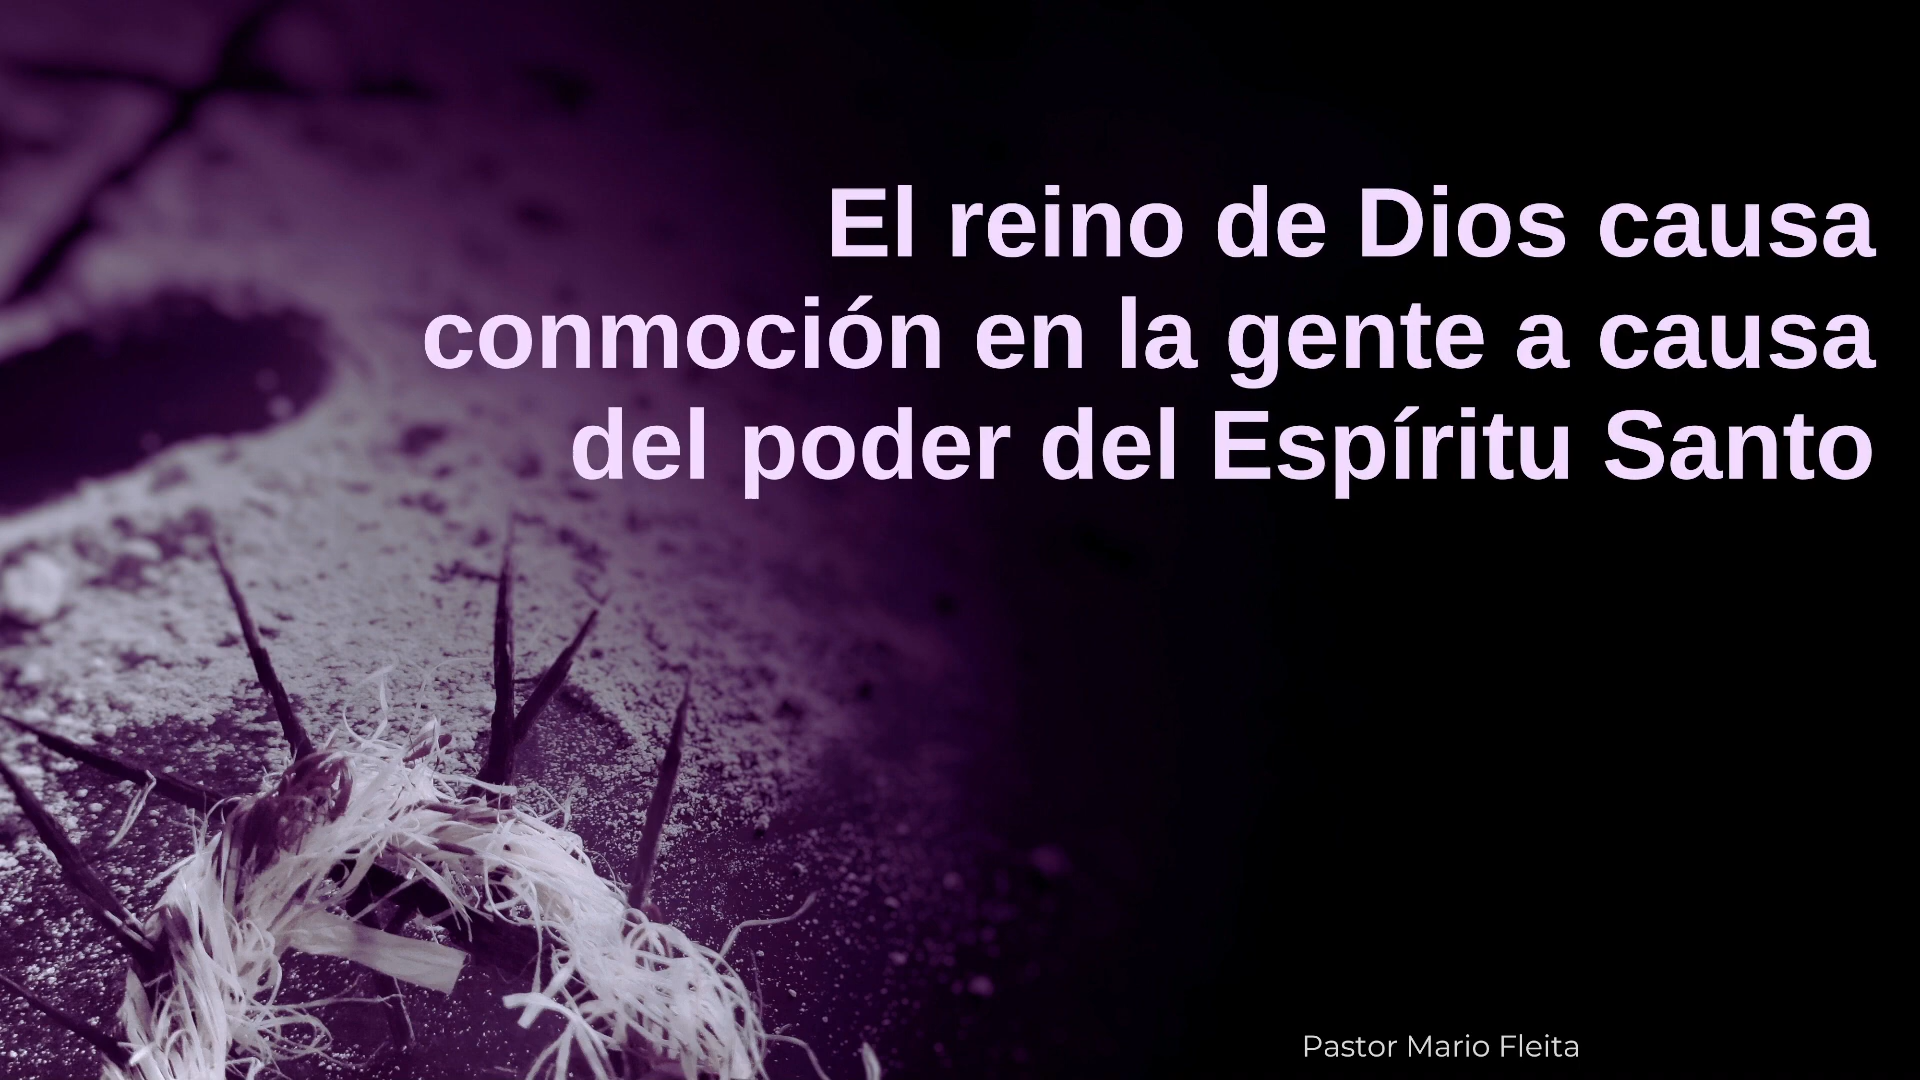 El reino de Dios causa
conmoción en la gente a causa
del poder del Espíritu Santo
Pastor Mario Fleita